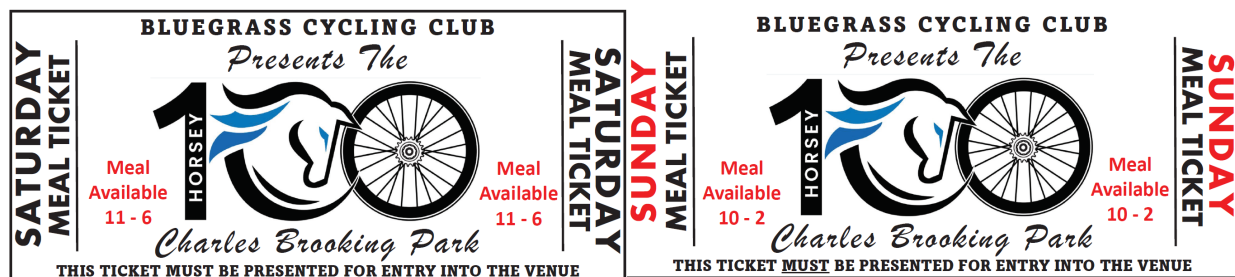 SATURDAY
MEAL TICKET
BLUEGRASS CYCLING CLUB
Presents The
1
HORSEY
Meal
Available
11 - 6
Meal
Available
11 - 6
Charles Brooking Park
THIS TICKET MUST BE PRESENTED FOR ENTRY INTO THE VENUE
MEAL TICKET
SATURDAY
SUNDAY
MEAL TICKET
BLUEGRASS CYCLING CLUB
Presents The
1
HORSEY
Meal
Available
10 - 2
Meal
Available
10 - 2
Charles Brooking Park
THIS TICKET MUST BE PRESENTED FOR ENTRY INTO THE VENUE
MEAL TICKET
SUNDAY